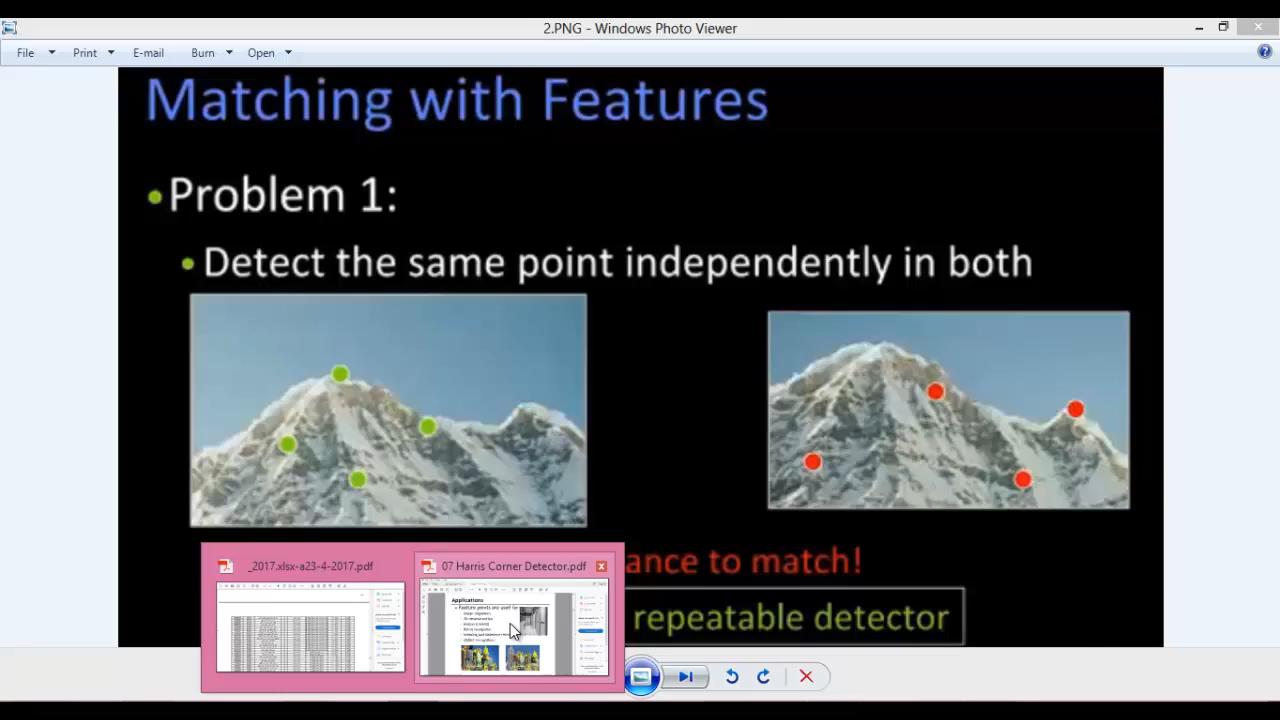 2.PNG - Windows Photo Viewer
File Print E-mail Burn Open
Matching with Features
Problem 1:
Detect the same point independently in both
ance to match!
repeatable detector
_2017.xlsx-a23-4-2017.pdf
07 Harris Corner Detector.pdf
Applications